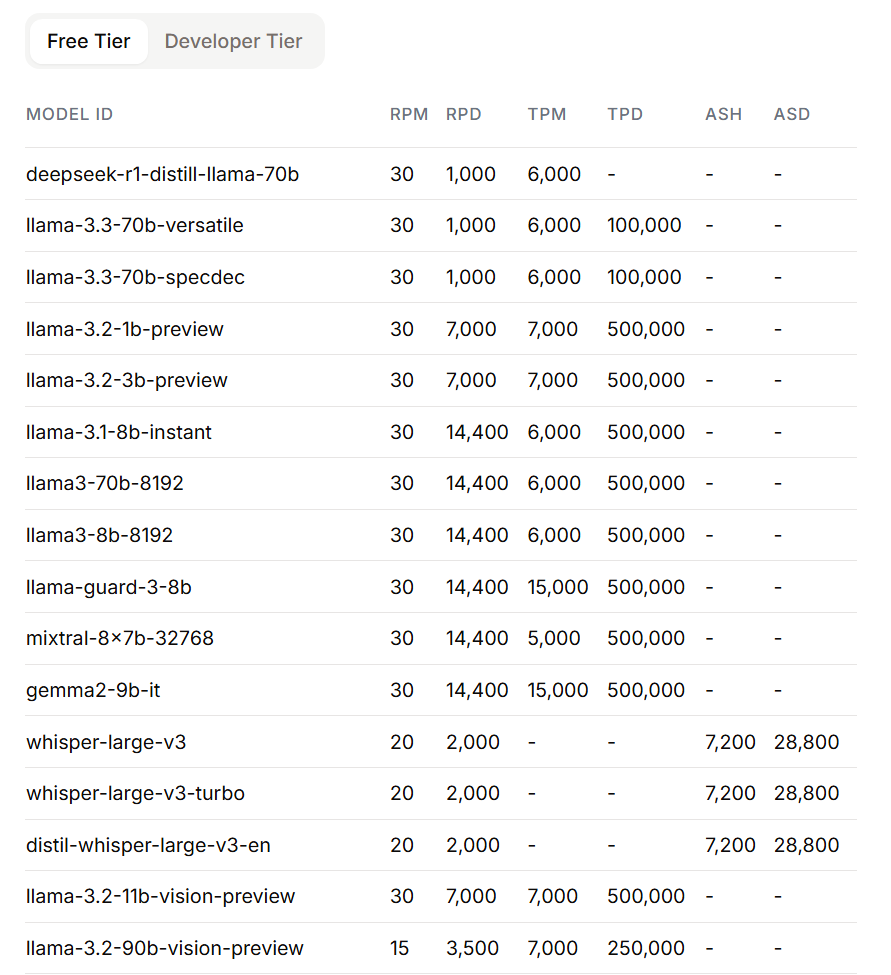 Free Tier Developer Tier
MODEL ID RPM RPD TPM TPD ASH ASD
deepseek-r1-distill-llama-70b 30 1,000 6,000 - - -
llama-3.3-70b-versatile 30 1,000 6,000 100,000 - -
llama-3.3-70b-specdec 30 1,000 6,000 100,000 - -
llama-3.2-1b-preview 30 7,000 7,000 500,000 - -
llama-3.2-3b-preview 30 7,000 7,000 500,000 - -
llama-3.1-8b-instant 30 14,400 6,000 500,000 - -
llama3-70b-8192 30 14,400 6,000 500,000 - -
llama3-8b-8192 30 14,400 6,000 500,000 - -
llama-guard-3-8b 30 14,400 15,000 500,000 - -
mixtral-8×7b-32768 30 14,400 5,000 500,000 - -
gemma2-9b-it 30 14,400 15,000 500,000 - -
whisper-large-v3 20 2,000 - - 7,200 28,800
whisper-large-v3-turbo 20 2,000 - - 7,200 28,800
distil-whisper-large-v3-en 20 2,000 - - 7,200 28,800
llama-3.2-11b-vision-preview 30 7,000 7,000 500,000 - -
llama-3.2-90b-vision-preview 15 3,500 7,000 250,000 - -